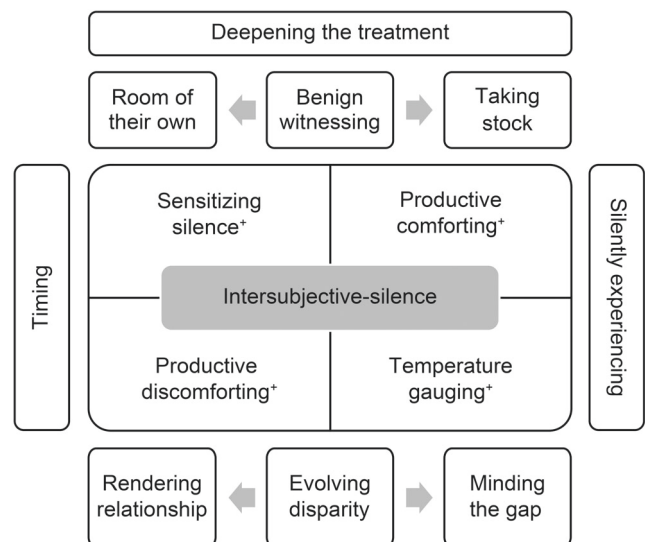 Deepening the treatment
Room of
their own
Benign
witnessing
Taking
stock
Timing
Sensitizing
silence⁺
Productive
comforting⁺
Intersubjective-silence
Productive
discomforting⁺
Temperature
gauging⁺
Silently experiencing
Rendering
relationship
Evolving
disparity
Minding
the gap